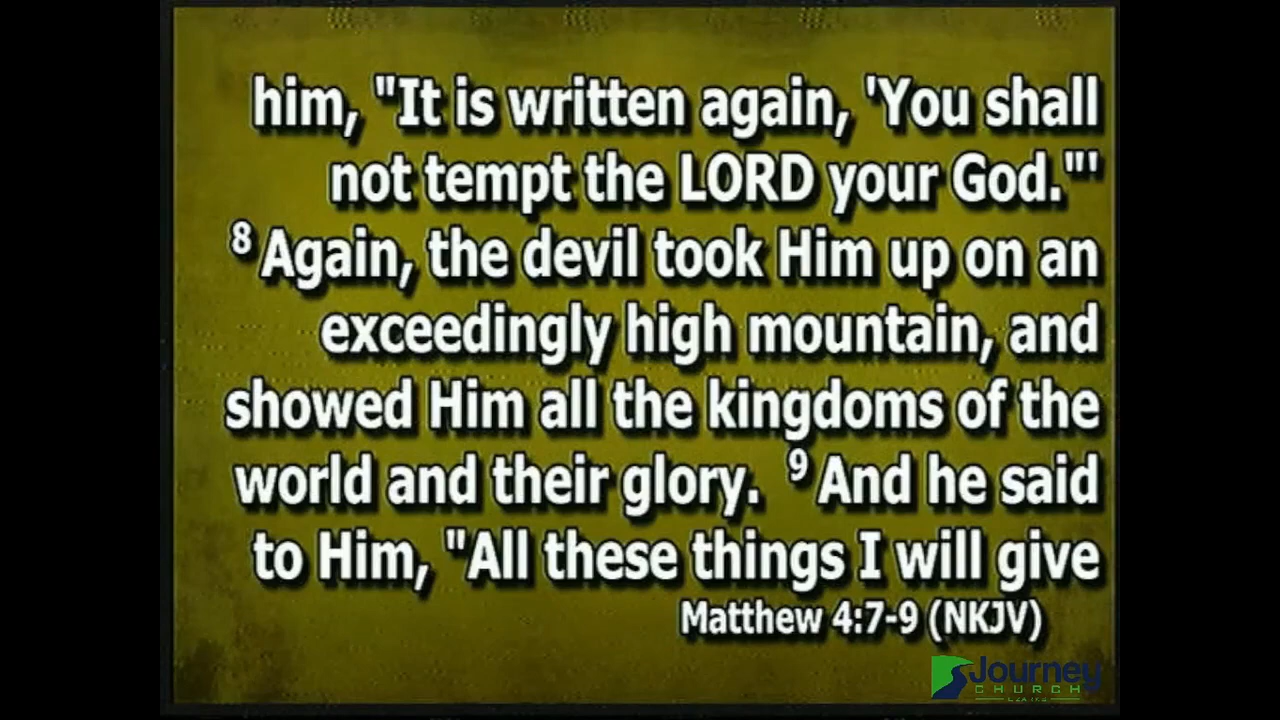 him, "It is written again, 'You shall
not tempt the LORD your God."'
8 Again, the devil took Him up on an
exceedingly high mountain, and
showed Him all the kingdoms of the
world and their glory. 9 And he said
to Him, "All these things I will give
Matthew 4:7-9 (NKJV)
Journey
CHURCH